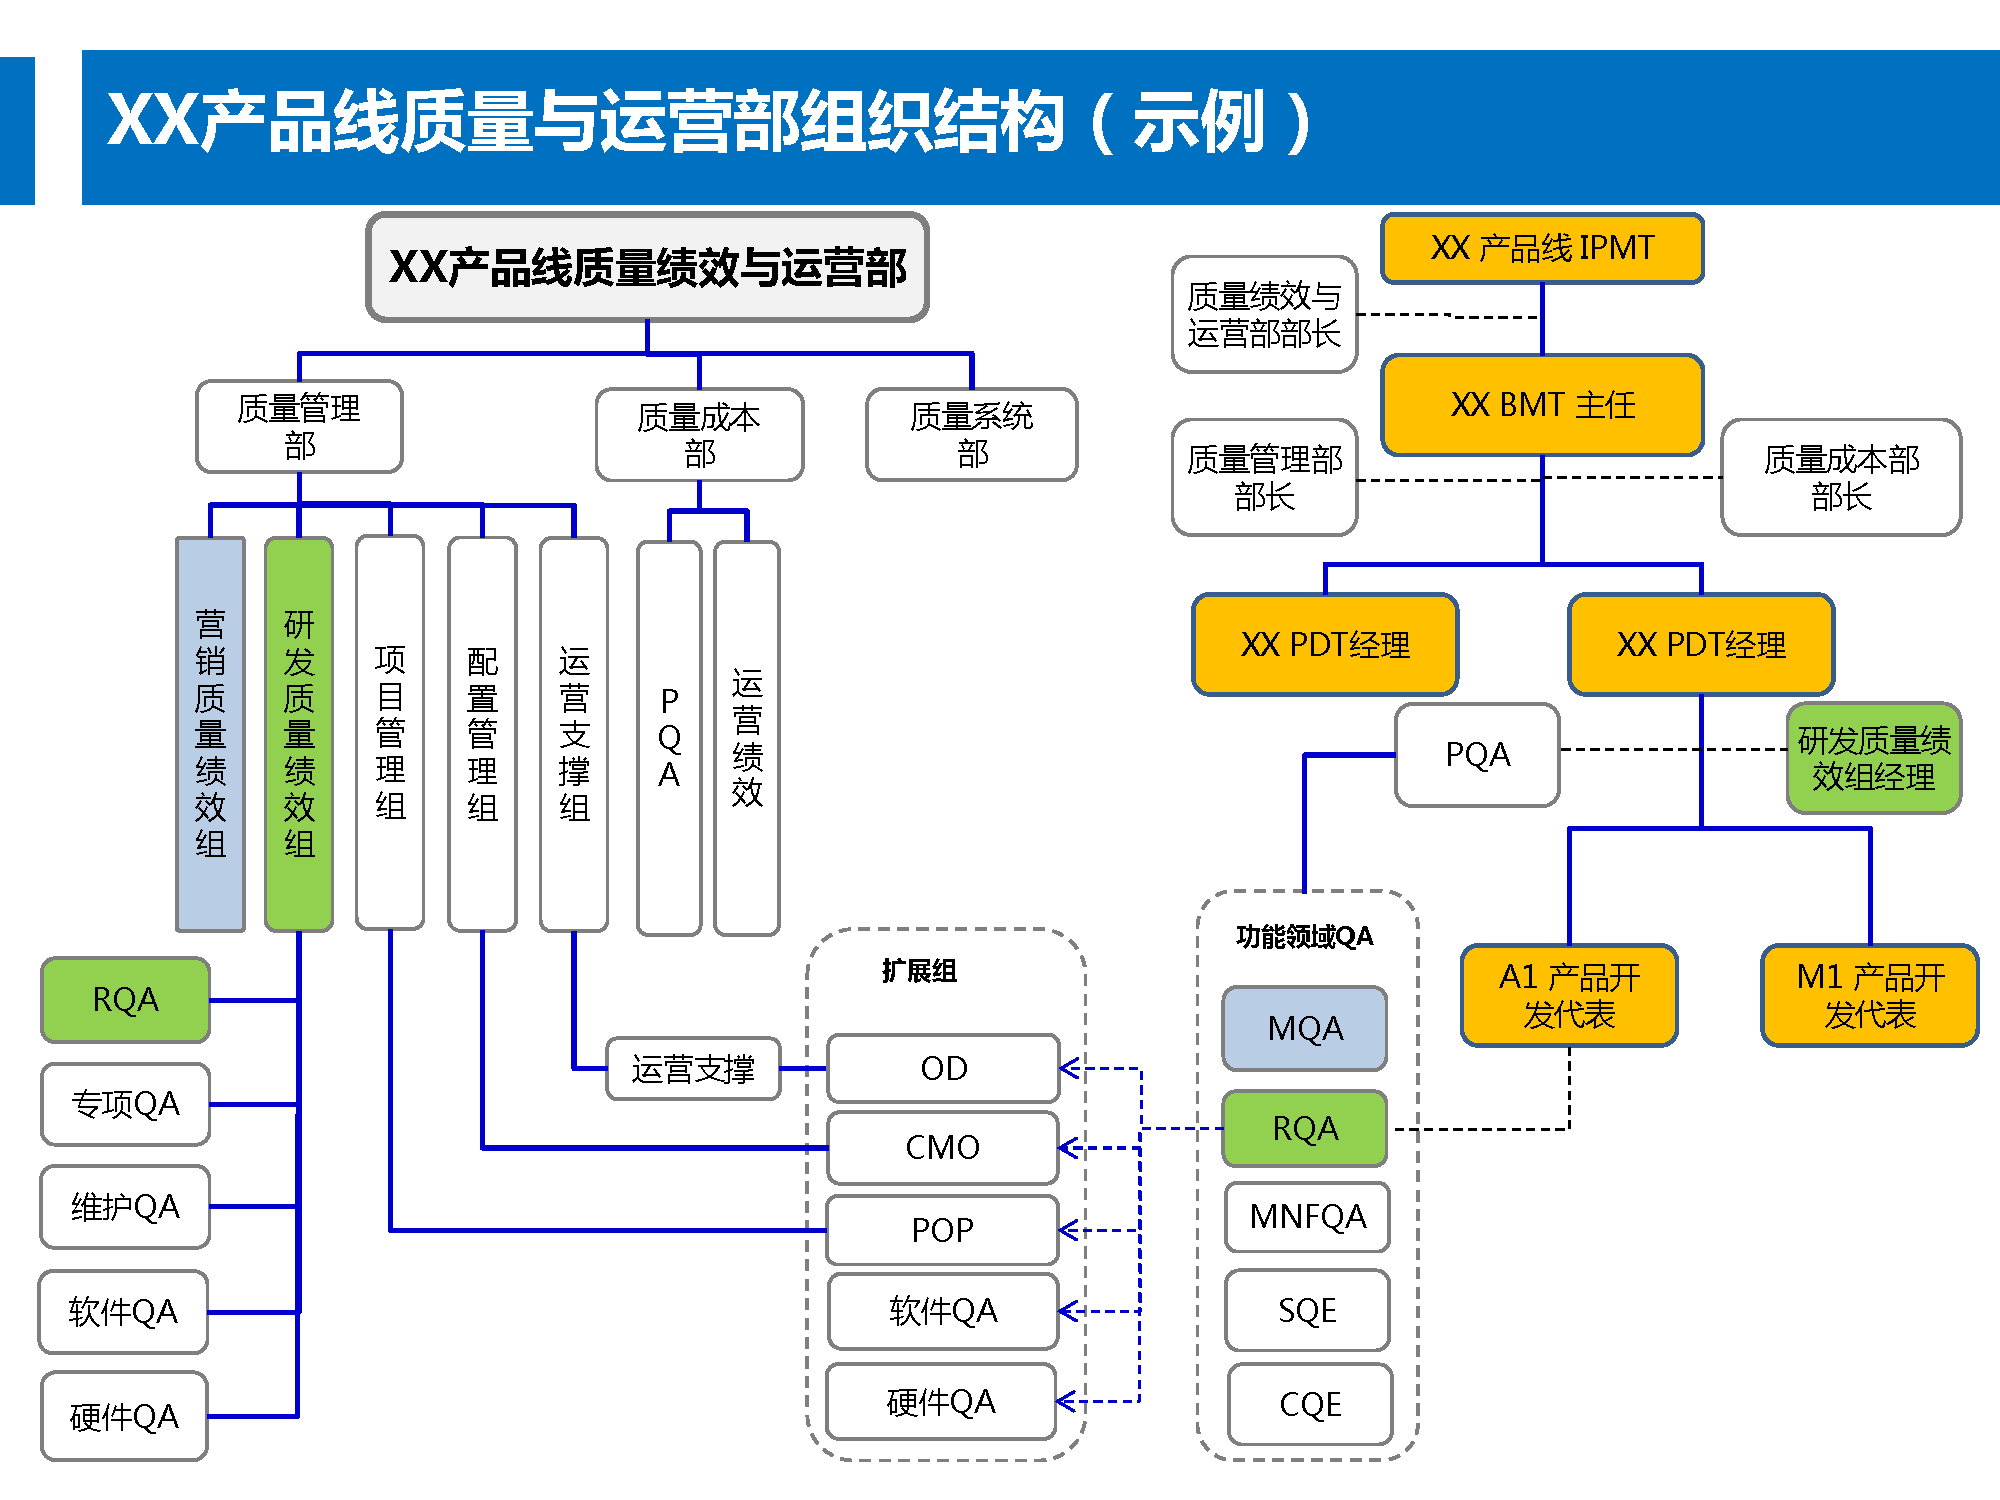 XX产品线质量与运营部组织结构（示例）
XX产品线质量绩效与运营部
质量管理
部
质量成本
部
质量系统
部
营销质量绩效组
研发质量绩效组
项目管理组
配置管理组
运营支撑组
PQA
运营绩效
RQA
专项QA
维护QA
软件QA
硬件QA
运营支撑
扩展组
OD
CMO
POP
软件QA
硬件QA
XX 产品线 IPMT
质量绩效与
运营部部长
XX BMT 主任
质量管理部
部长
质量成本部
部长
XX PDT经理
XX PDT经理
PQA
研发质量绩
效组经理
功能领域QA
MQA
RQA
MNFQA
SQE
CQE
A1 产品开
发代表
M1 产品开
发代表